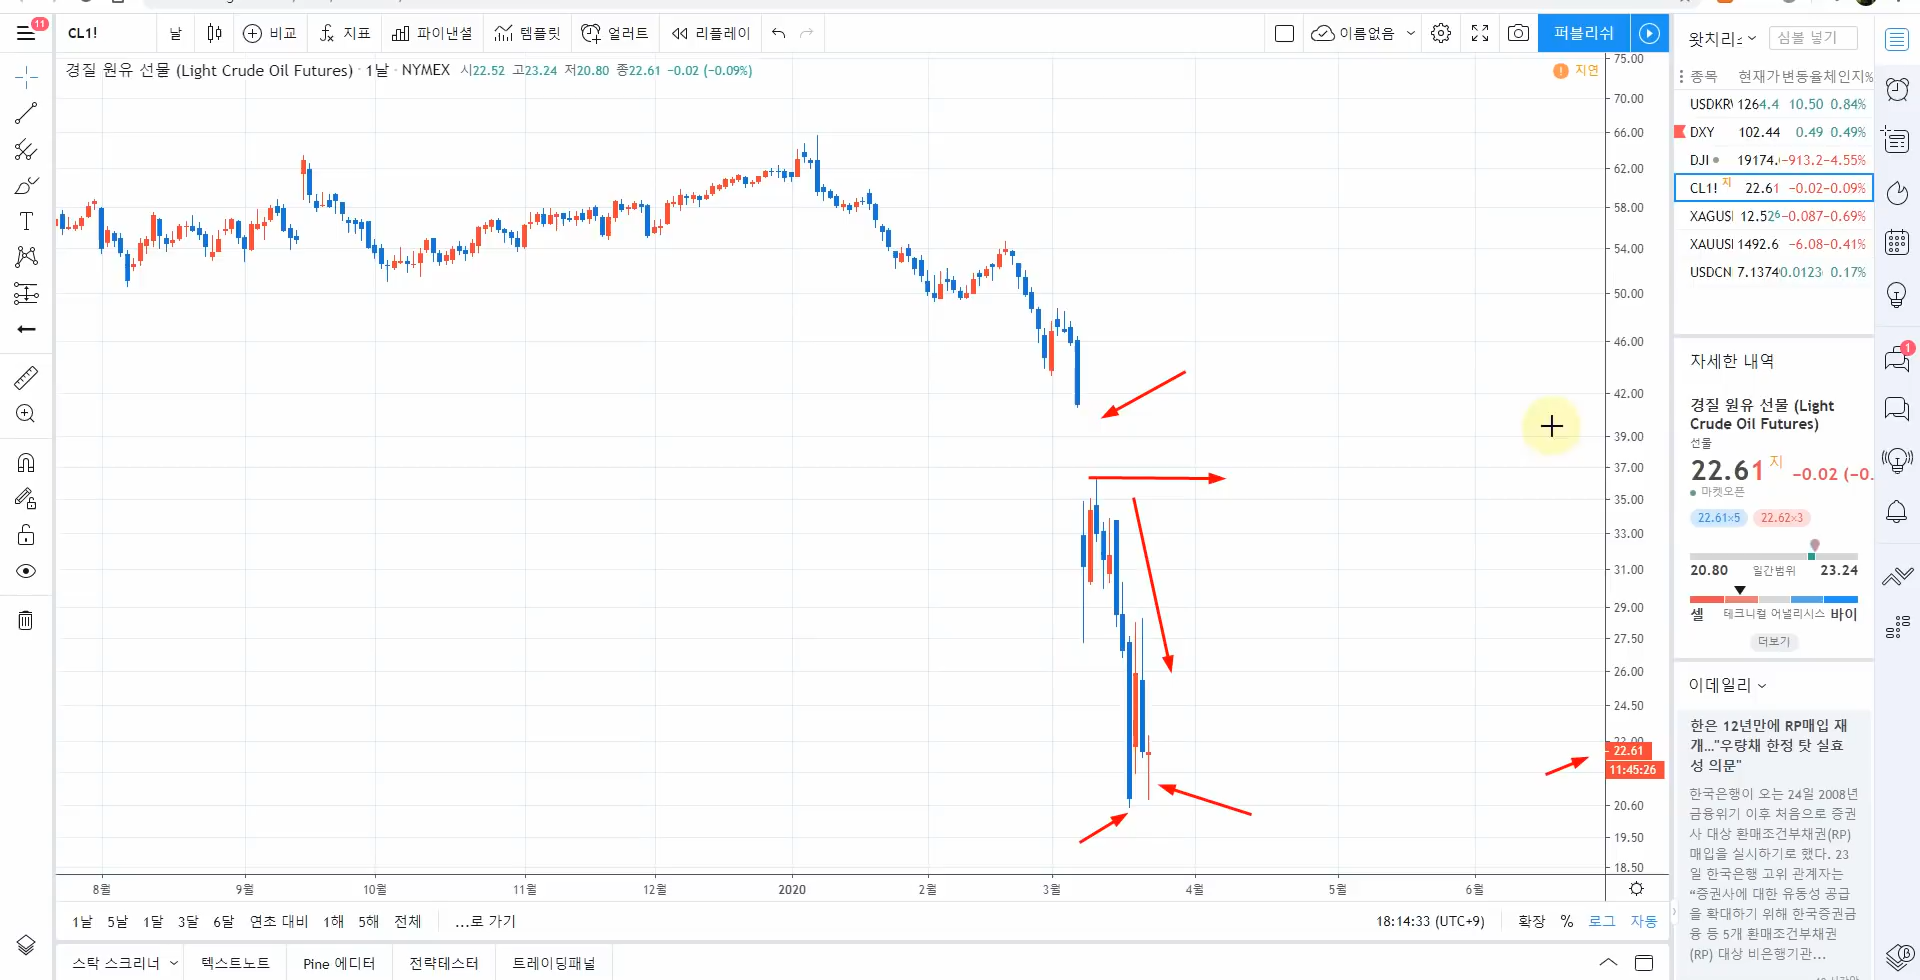 11
CL1!
날
비교
지표
파이낸셜
템플릿
얼러트
리플레이
이름없음
퍼블리쉬
경질 원유 선물 (Light Crude Oil Futures) · 1날 · NYMEX 시22.52 고23.24 저20.80 종22.61 −0.02 (−0.09%)
지연
75.00
70.00
66.00
62.00
58.00
54.00
50.00
46.00
42.00
39.00
37.00
35.00
33.00
31.00
29.00
27.50
26.00
24.50
22.61
11:45:26
20.60
19.50
18.50
8월 9월 10월 11월 12월 2020 2월 3월 4월 5월 6월
1날 5날 1달 3달 6달 연초 대비 1해 5해 전체 ...로 가기
18:14:33 (UTC+9) 확장 % 로그 자동
스탁 스크리너 텍스트노트 Pine 에디터 전략테스터 트레이딩패널
심볼 넣기
종목 현재가 변동율 체인지%
USDKR 1264.4 10.50 0.84%
DXY 102.44 0.49 0.49%
DJI 19174. −913.2 −4.55%
CL1! 지 22.61 −0.02 −0.09%
XAGUS 12.526 −0.087 −0.69%
XAUUS 1492.6 −6.08 −0.41%
USDCN 7.1374 0.0123 0.17%
자세한 내역
경질 원유 선물 (Light
Crude Oil Futures)
선물
22.61 지 −0.02 (−0.
마켓오픈
22.61×5 22.62×3
20.80 일간범위 23.24
셀 테크니컬 어낼리시스 바이
더보기
이데일리
한은 12년만에 RP매입 재
개..."우량채 한정 탓 실효
성 의문"
한국은행이 오는 24일 2008년
금융위기 이후 처음으로 증권
사 대상 환매조건부채권(RP)
매입을 실시하기로 했다. 23
일 한국은행 고위 관계자는
“증권사에 대한 유동성 공급
을 확대하기 위해 한국증권금
융 등 5개 환매조건부채권
(RP) 대상 비은행기관...
1